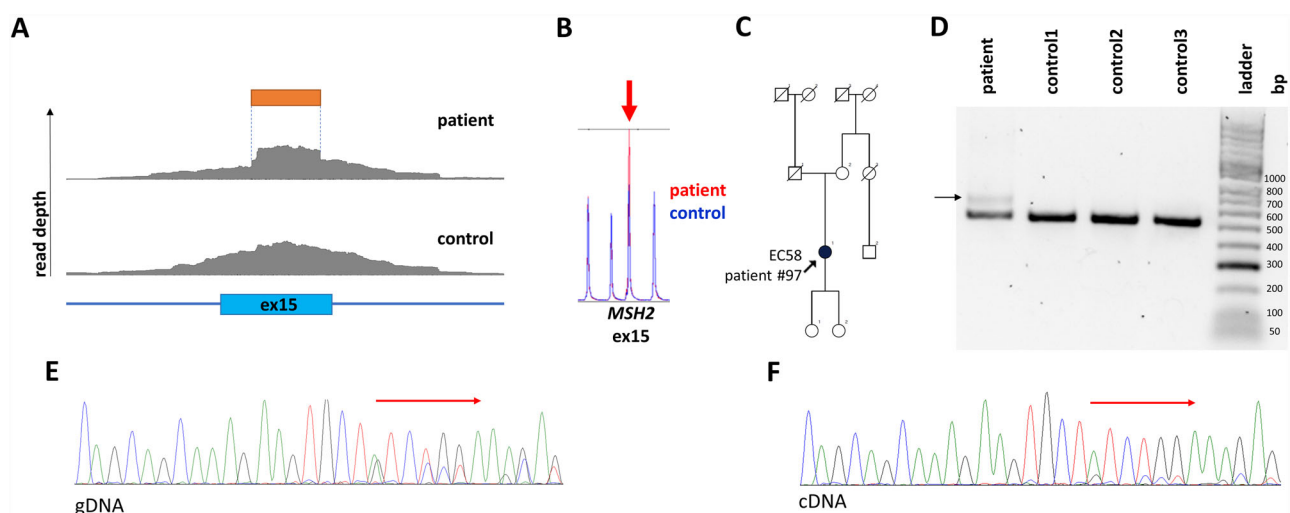 A
B
C
D
patient
control1
control2
control3
ladder
bp
patient
control
read depth
ex15
patient
control
MSH2
ex15
EC58
patient #97
1000
800
700
600
500
400
300
200
100
50
E
F
gDNA
cDNA